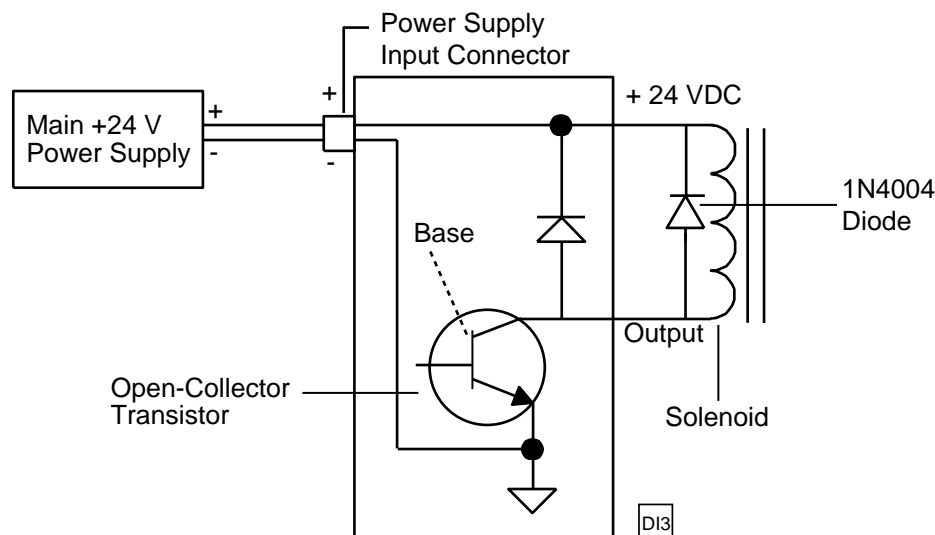 Power Supply
Input Connector
+ 24 VDC
Main +24 V
Power Supply
+
-
+
-
1N4004
Diode
Base
Output
Open-Collector
Transistor
Solenoid
DI3